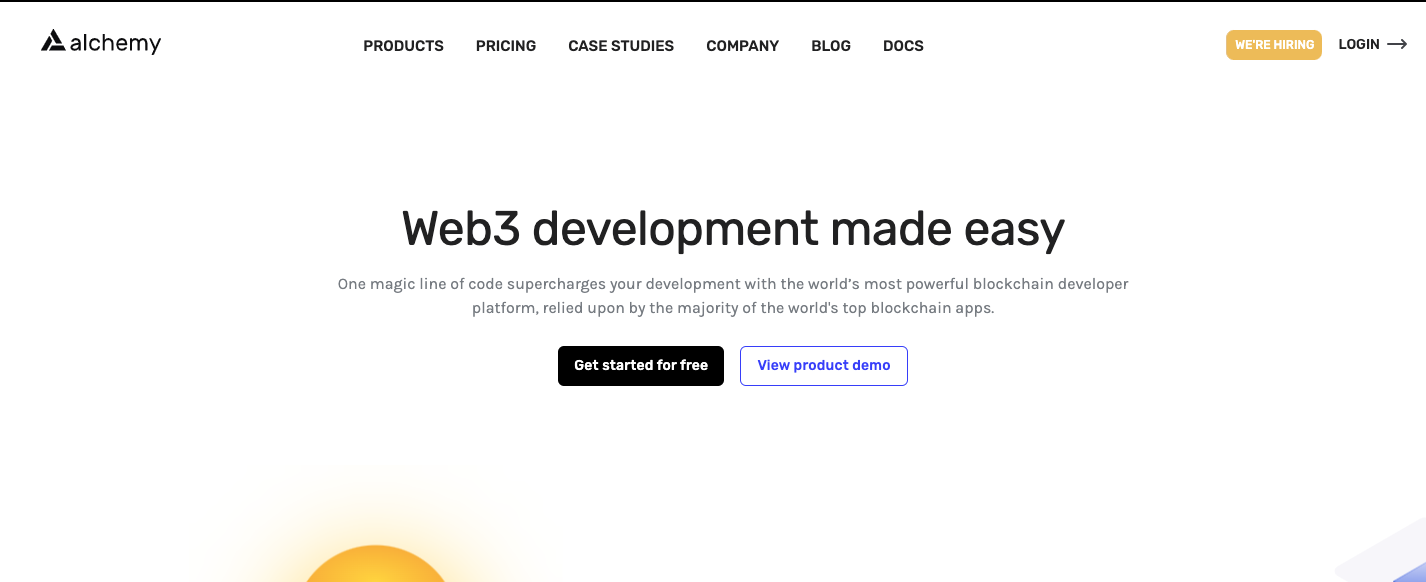 alchemy
PRODUCTS
PRICING
CASE STUDIES
COMPANY
BLOG
DOCS
WE'RE HIRING
LOGIN
Web3 development made easy
One magic line of code supercharges your development with the world’s most powerful blockchain developer
platform, relied upon by the majority of the world's top blockchain apps.
Get started for free
View product demo